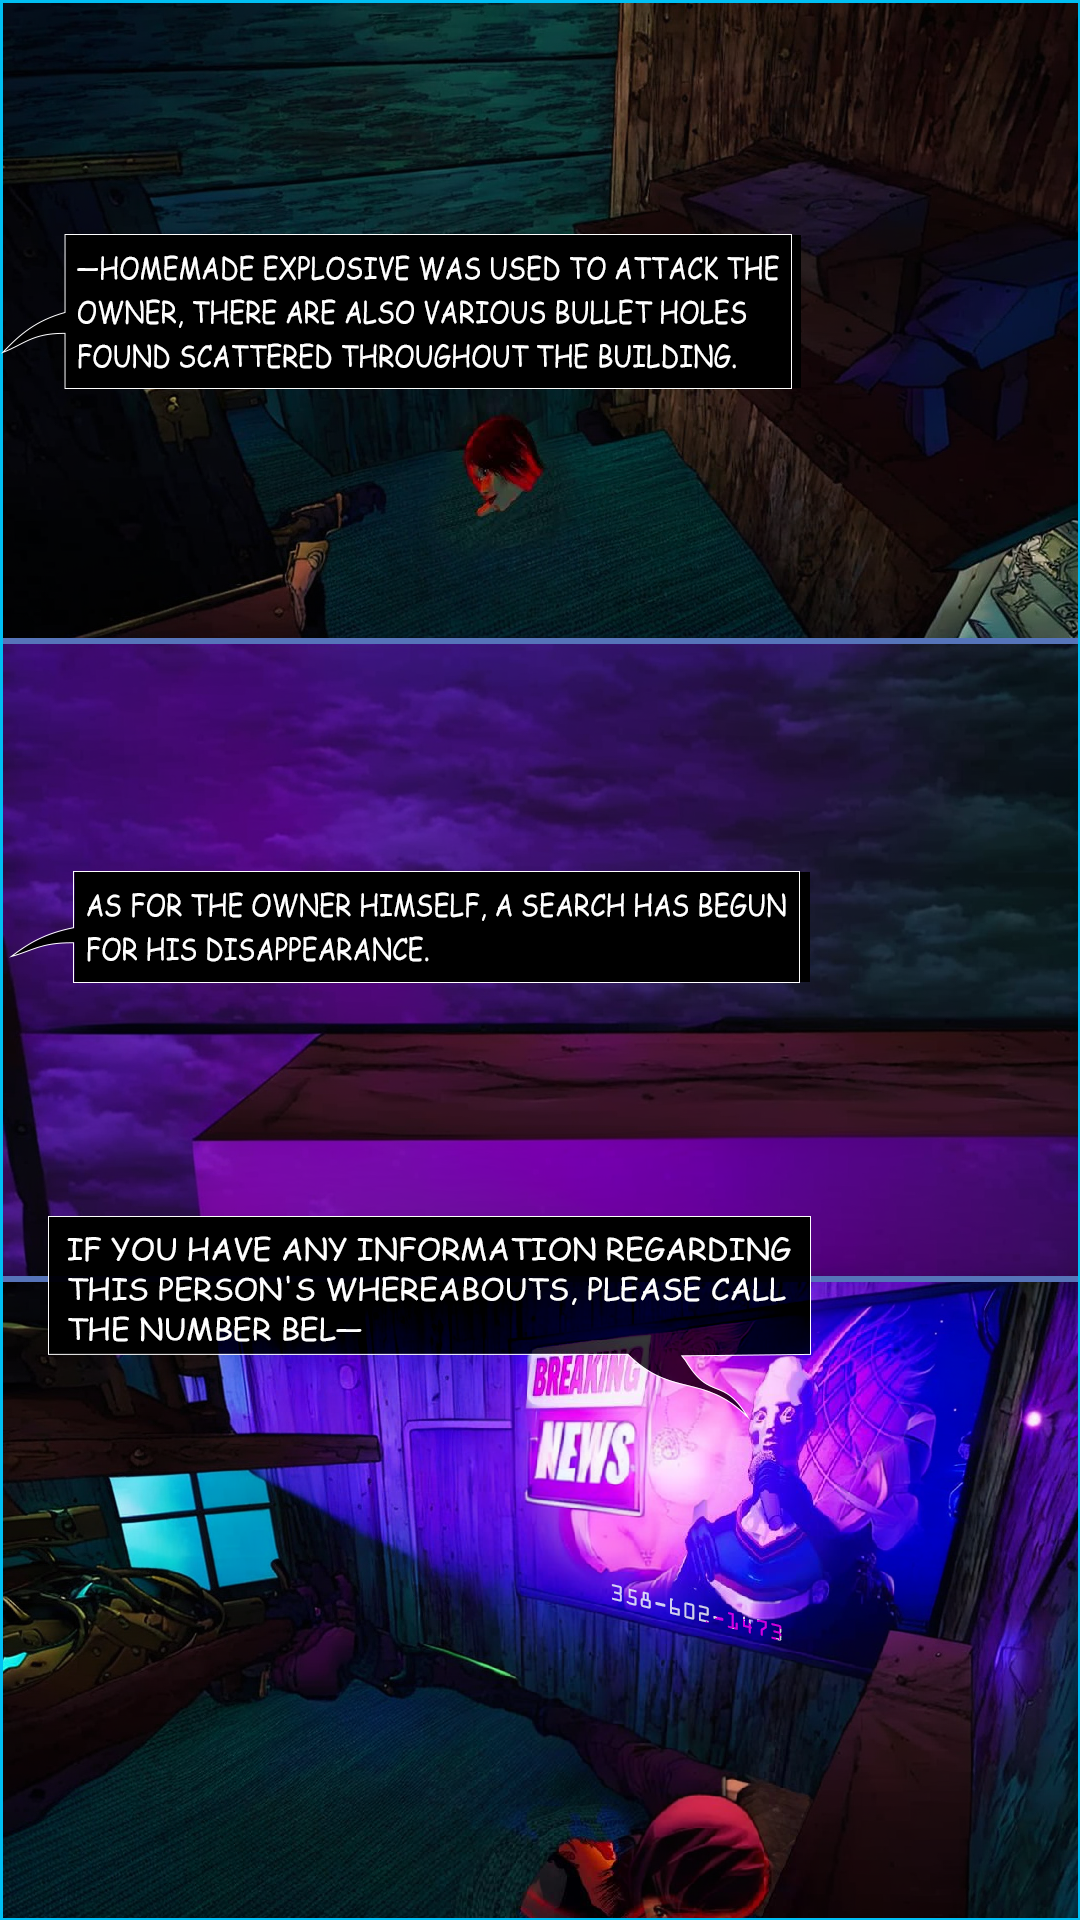 —HOMEMADE EXPLOSIVE WAS USED TO ATTACK THE
OWNER, THERE ARE ALSO VARIOUS BULLET HOLES
FOUND SCATTERED THROUGHOUT THE BUILDING.
AS FOR THE OWNER HIMSELF, A SEARCH HAS BEGUN
FOR HIS DISAPPEARANCE.
IF YOU HAVE ANY INFORMATION REGARDING
THIS PERSON'S WHEREABOUTS, PLEASE CALL
THE NUMBER BEL—
BREAKING
NEWS
358-602-1473